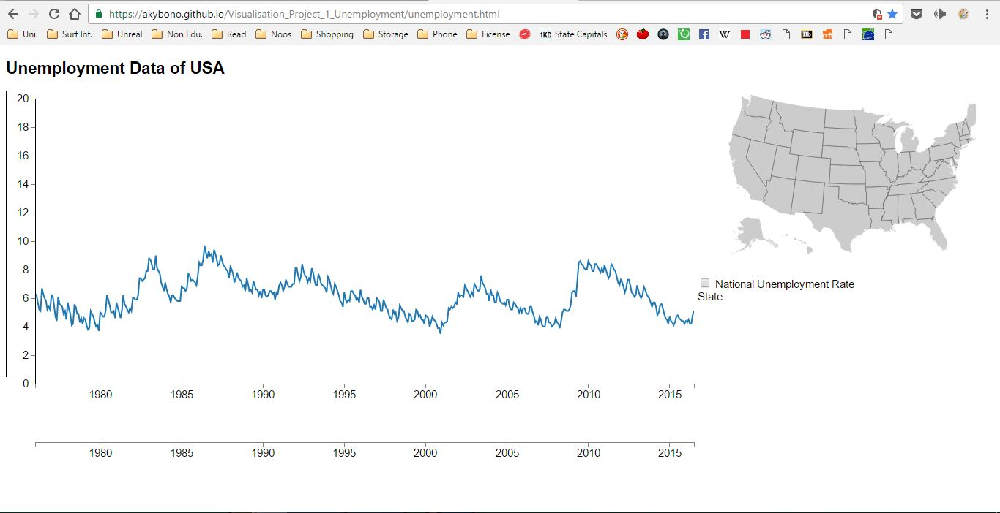 https://akybono.github.io/Visualisation_Project_1_Unemployment/unemployment.html
Uni. Surf Int. Unreal Non Edu. Read Noos Shopping Storage Phone License 1KD State Capitals W Bb
Unemployment Data of USA
20
18
16
14
12
10
8
6
4
2
0
1980 1985 1990 1995 2000 2005 2010 2015
1980 1985 1990 1995 2000 2005 2010 2015
National Unemployment Rate
State